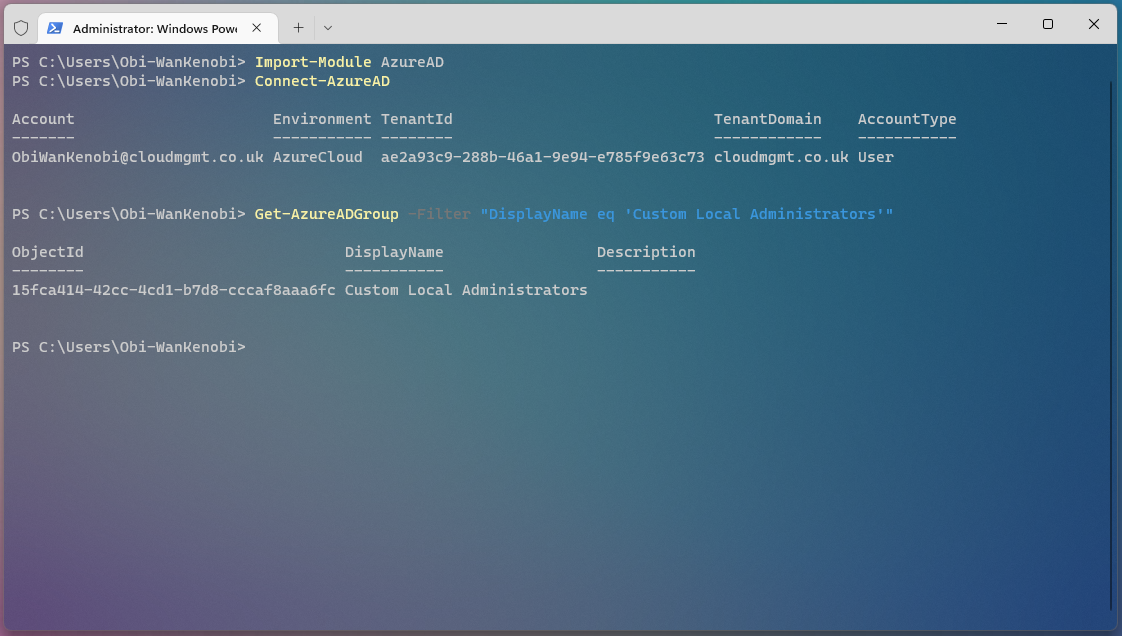 Administrator: Windows Powe
PS C:\Users\Obi-WanKenobi> Import-Module AzureAD
PS C:\Users\Obi-WanKenobi> Connect-AzureAD
Account                      Environment TenantId                             TenantDomain    AccountType
-------                      ----------- --------                             ------------    -----------
ObiWanKenobi@cloudmgmt.co.uk AzureCloud  ae2a93c9-288b-46a1-9e94-e785f9e63c73 cloudmgmt.co.uk User
PS C:\Users\Obi-WanKenobi> Get-AzureADGroup -Filter "DisplayName eq 'Custom Local Administrators'"
ObjectId                             DisplayName                 Description
--------                             -----------                 -----------
15fca414-42cc-4cd1-b7d8-cccaf8aaa6fc Custom Local Administrators
PS C:\Users\Obi-WanKenobi>